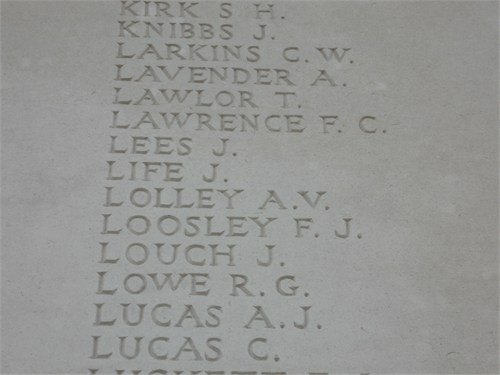 KIRK S H.
KNIBBS J.
LARKINS C.W.
LAVENDER A.
LAWLOR T.
LAWRENCE F. C.
LEES J.
LIFE J.
LOLLEY A.V.
LOOSLEY F. J.
LOUCH J.
LOWE R.G.
LUCAS A.J.
LUCAS C.